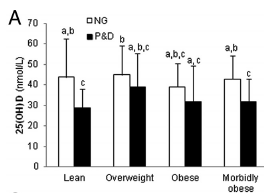 A
NG
P&D
25(OH)D (nmol/L)
70
60
50
40
30
20
10
0
a,b
c
b
a,b,c
a,b,c
a,c
a,b
c
Lean
Overweight
Obese
Morbidly
obese